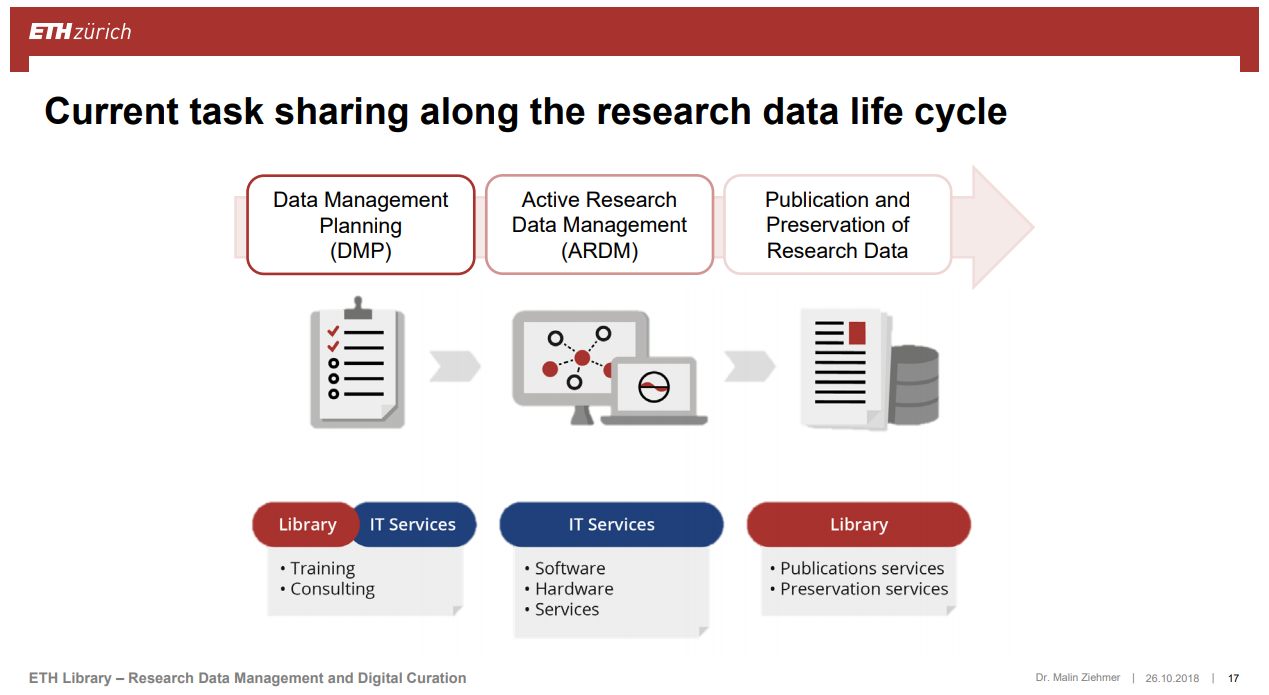 ETH zürich
Current task sharing along the research data life cycle
Data Management
Planning
(DMP)
Active Research
Data Management
(ARDM)
Publication and
Preservation of
Research Data
Library
IT Services
• Training
• Consulting
IT Services
• Software
• Hardware
• Services
Library
• Publications services
• Preservation services
ETH Library – Research Data Management and Digital Curation
Dr. Malin Ziehmer | 26.10.2018 | 17